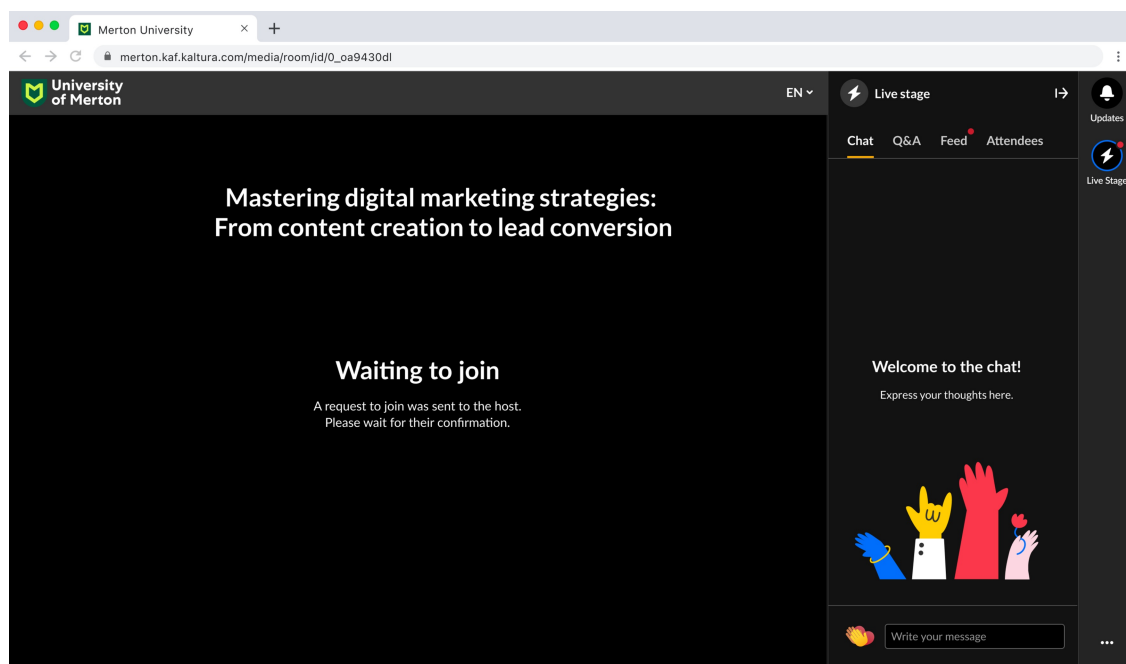 Merton University
merton.kaf.kaltura.com/media/room/id/0_oa9430dl
University
of Merton
EN
Live stage
Updates
Chat Q&A Feed Attendees
Live Stage
Mastering digital marketing strategies:
From content creation to lead conversion
Waiting to join
A request to join was sent to the host.
Please wait for their confirmation.
Welcome to the chat!
Express your thoughts here.
Write your message